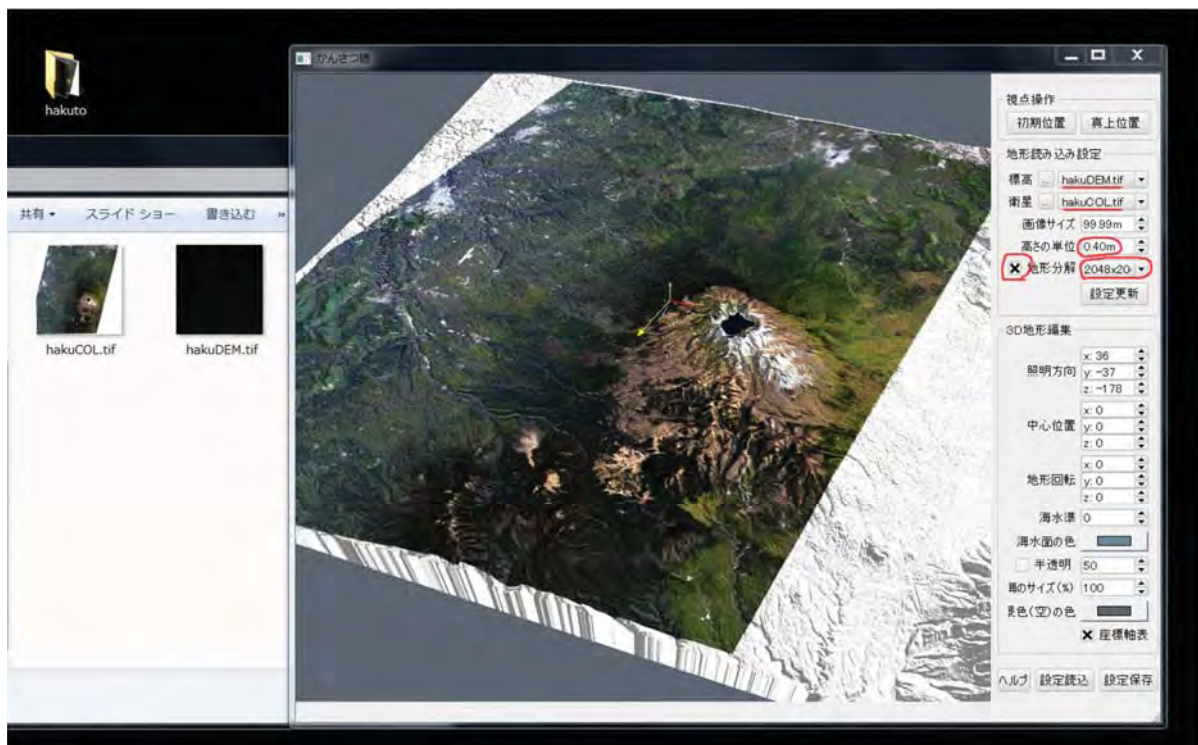 hakuto
共有 スライド ショー 書き込む »
hakuCOL.tif
hakuDEM.tif
かんさつ
視点操作
初期位置 真上位置
地形読み込み設定
標高 ... hakuDEM.tif
衛星 ... hakuCOL.tif
画像サイズ 99.99m
高さの単位 0.40m
地形分解 2048x20
設定更新
3D地形編集
照明方向
x: 36
y: -37
z: -178
中心位置
x: 0
y: 0
z: 0
地形回転
x: 0
y: 0
z: 0
海水準 0
海水面の色
半透明 50
のサイズ(%) 100
色(空)の色
座標軸表
ヘルプ 設定読込 設定保存